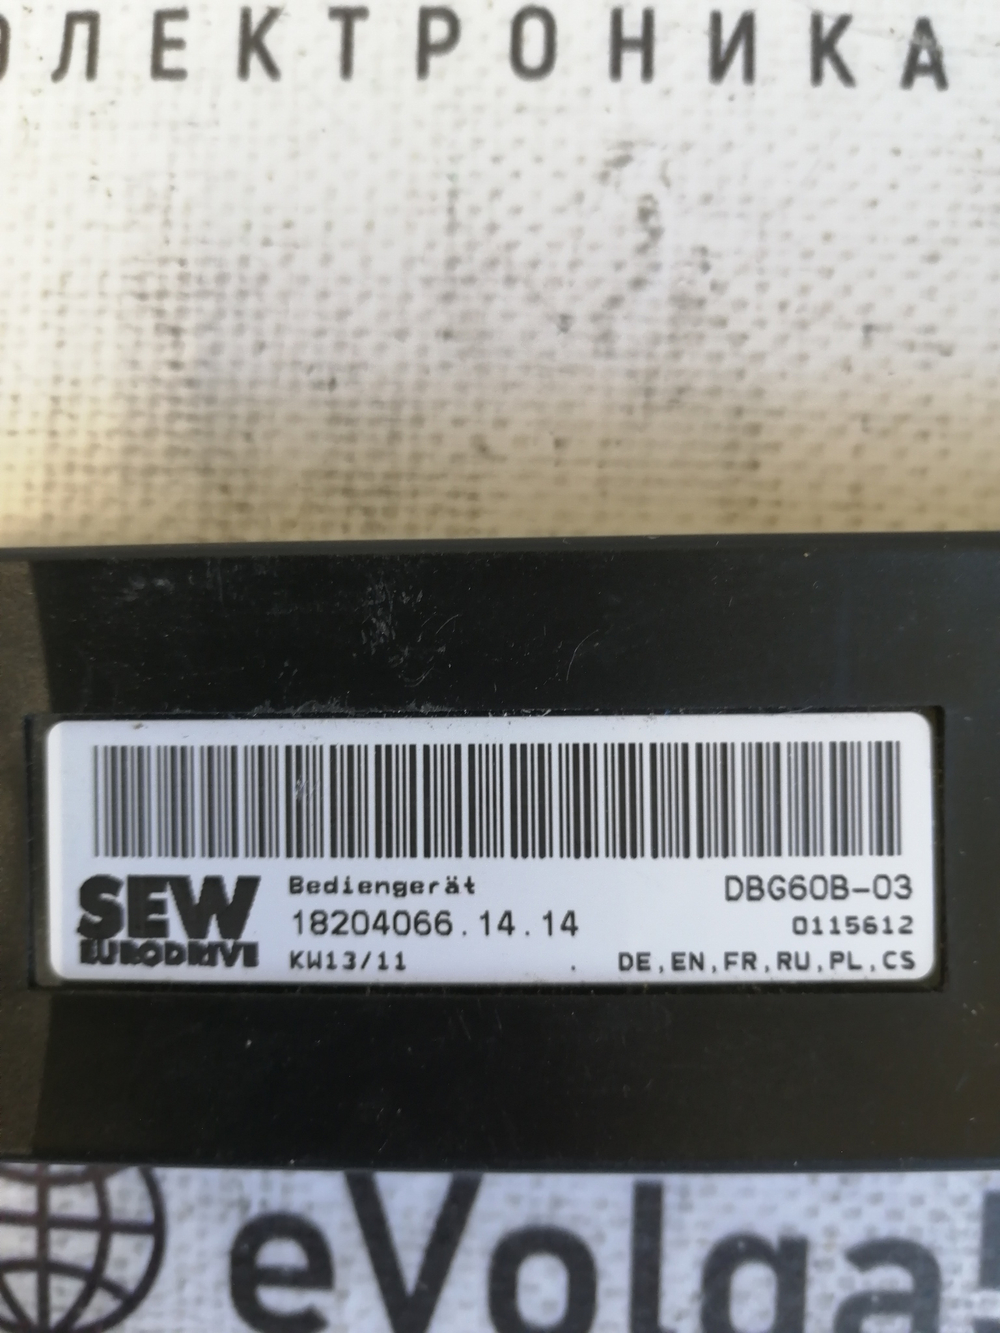 ЭЛЕКТРОНИКА
Bediengerät
DBG60B-03
18204066.14.14
0115612
SEW
EURODRIVE
KW13/11
.
DE,EN,FR,RU,PL,CS
eVolga